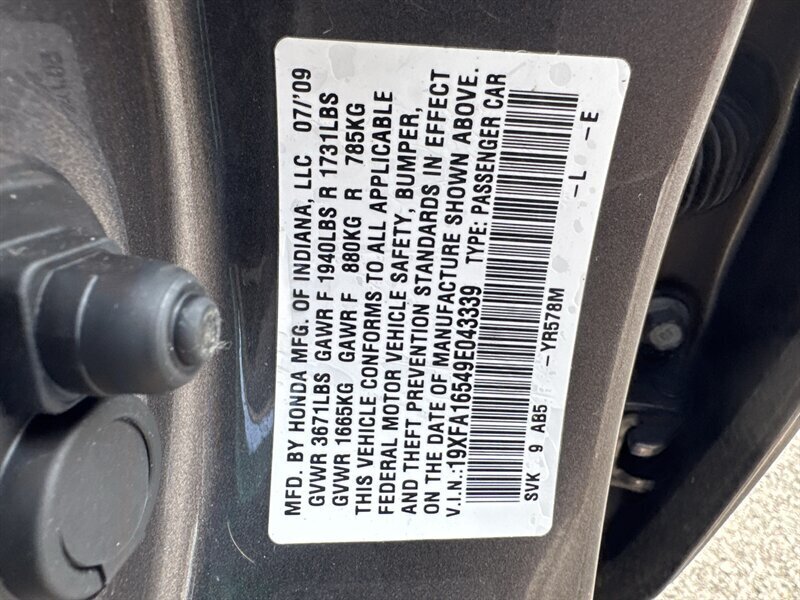 MFD. BY HONDA MFG. OF INDIANA, LLC 07/'09
GVWR 3671LBS GAWR F 1940LBS R 1731LBS
GVWR 1665KG GAWR F 880KG R 785KG
THIS VEHICLE CONFORMS TO ALL APPLICABLE
FEDERAL MOTOR VEHICLE SAFETY, BUMPER,
AND THEFT PREVENTION STANDARDS IN EFFECT
ON THE DATE OF MANUFACTURE SHOWN ABOVE.
V.I.N.:19XFA16549E043339 TYPE: PASSENGER CAR
SVK 9 AB5 -YR578M -L -E